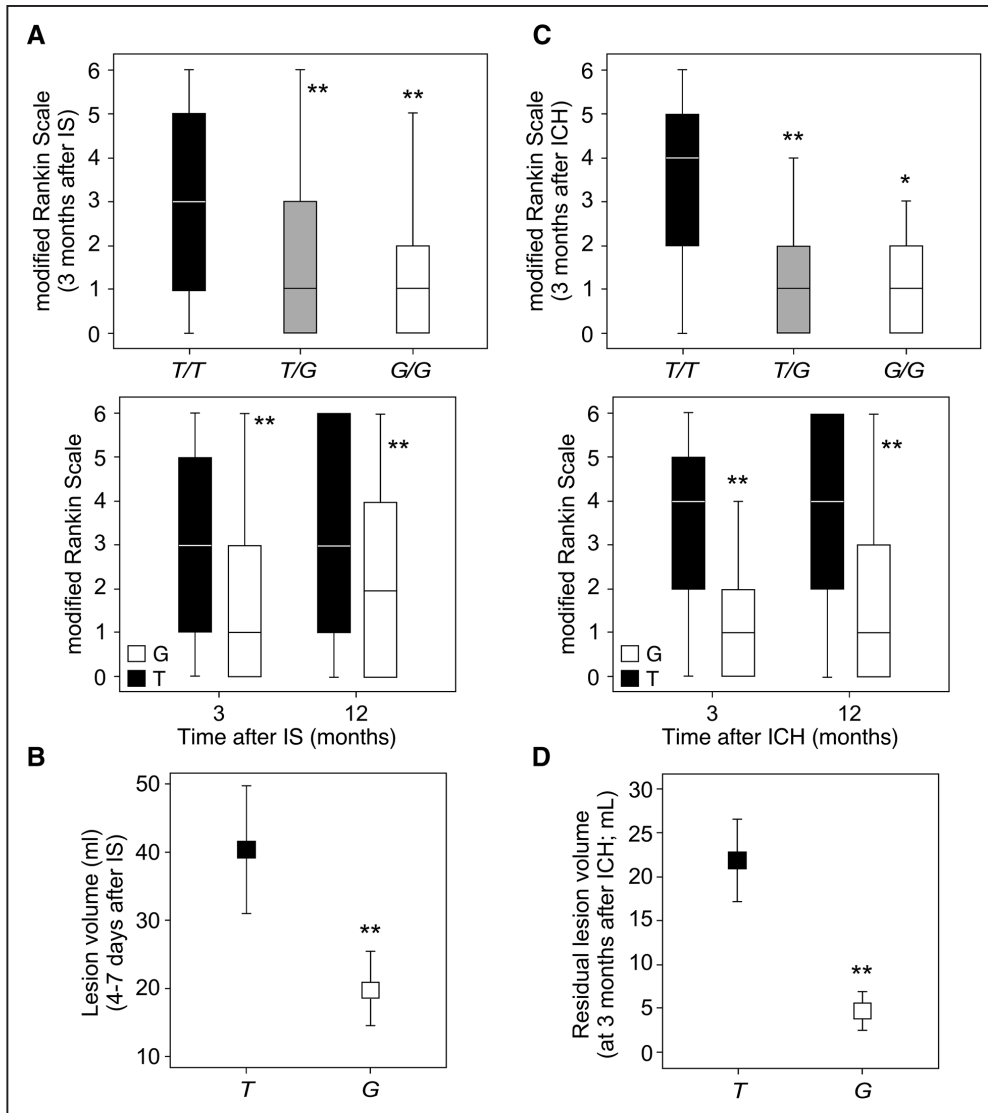 A
modified Rankin Scale
(3 months after IS)
6
5
4
3
2
1
0
**
**
T/T
T/G
G/G
modified Rankin Scale
6
5
4
3
2
1
0
**
**
G
T
3
12
Time after IS (months)
B
Lesion volume (ml)
(4-7 days after IS)
50
40
30
20
10
**
T
G
C
modified Rankin Scale
(3 months after ICH)
6
5
4
3
2
1
0
**
*
T/T
T/G
G/G
modified Rankin Scale
6
5
4
3
2
1
0
**
**
G
T
3
12
Time after ICH (months)
D
Residual lesion volume
(at 3 months after ICH; mL)
30
25
20
15
10
5
0
**
T
G